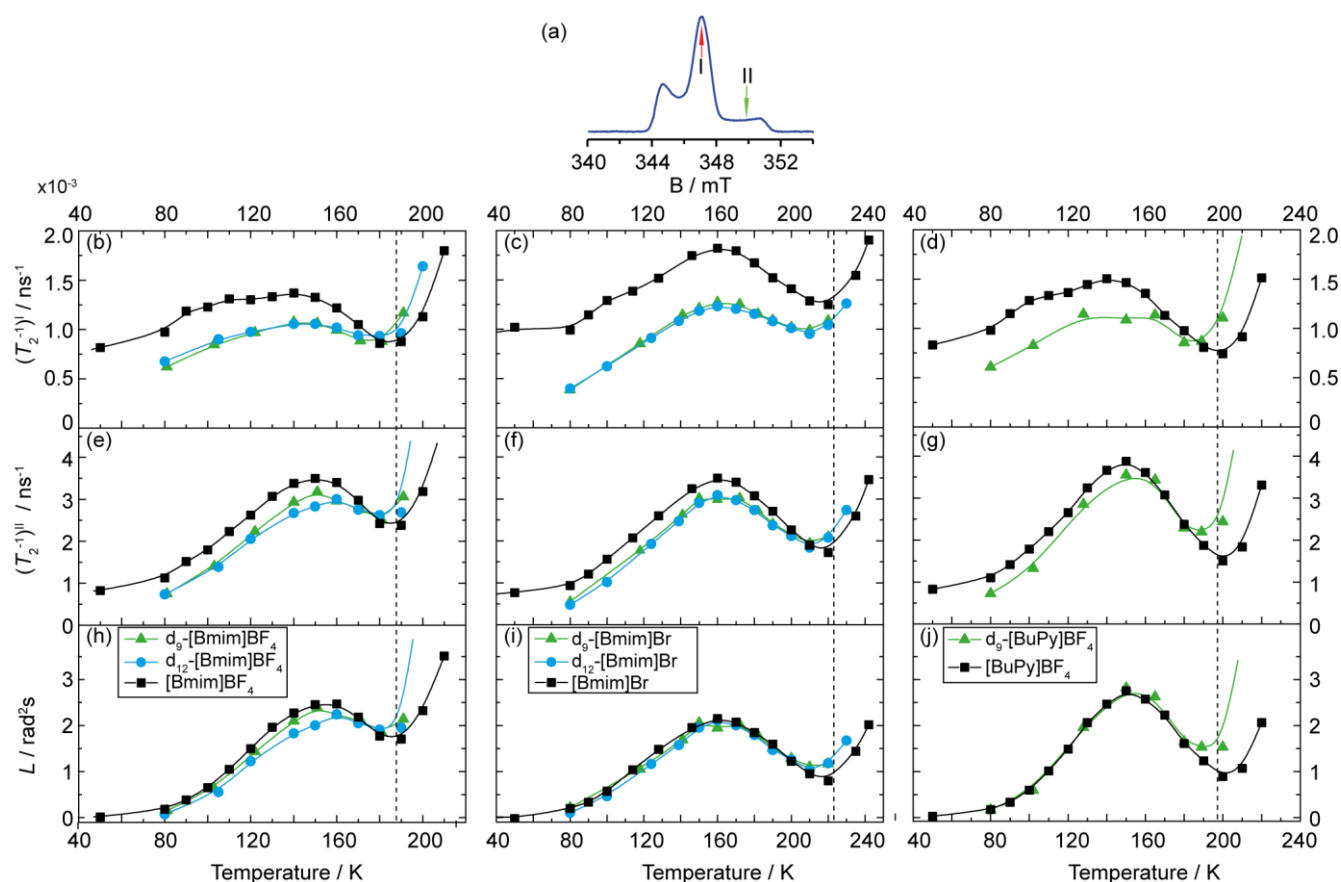 (a)
I
II
340 344 348 352
B / mT
x10⁻³
40 80 120 160 200
40 80 120 160 200 240
40 80 120 160 200 240
(b)
(c)
(d)
2.0
1.5
1.0
0.5
0
(T₂⁻¹)ᴵ / ns⁻¹
2.0
1.5
1.0
0.5
0
(e)
(f)
(g)
4
3
2
1
0
(T₂⁻¹)ᴵᴵ / ns⁻¹
4
3
2
1
0
(h)
d₉-[Bmim]BF₄
d₁₂-[Bmim]BF₄
[Bmim]BF₄
(i)
d₉-[Bmim]Br
d₁₂-[Bmim]Br
[Bmim]Br
(j)
d₉-[BuPy]BF₄
[BuPy]BF₄
3
2
1
0
L / rad²s
3
2
1
0
40 80 120 160 200
40 80 120 160 200 240
40 80 120 160 200 240
Temperature / K
Temperature / K
Temperature / K